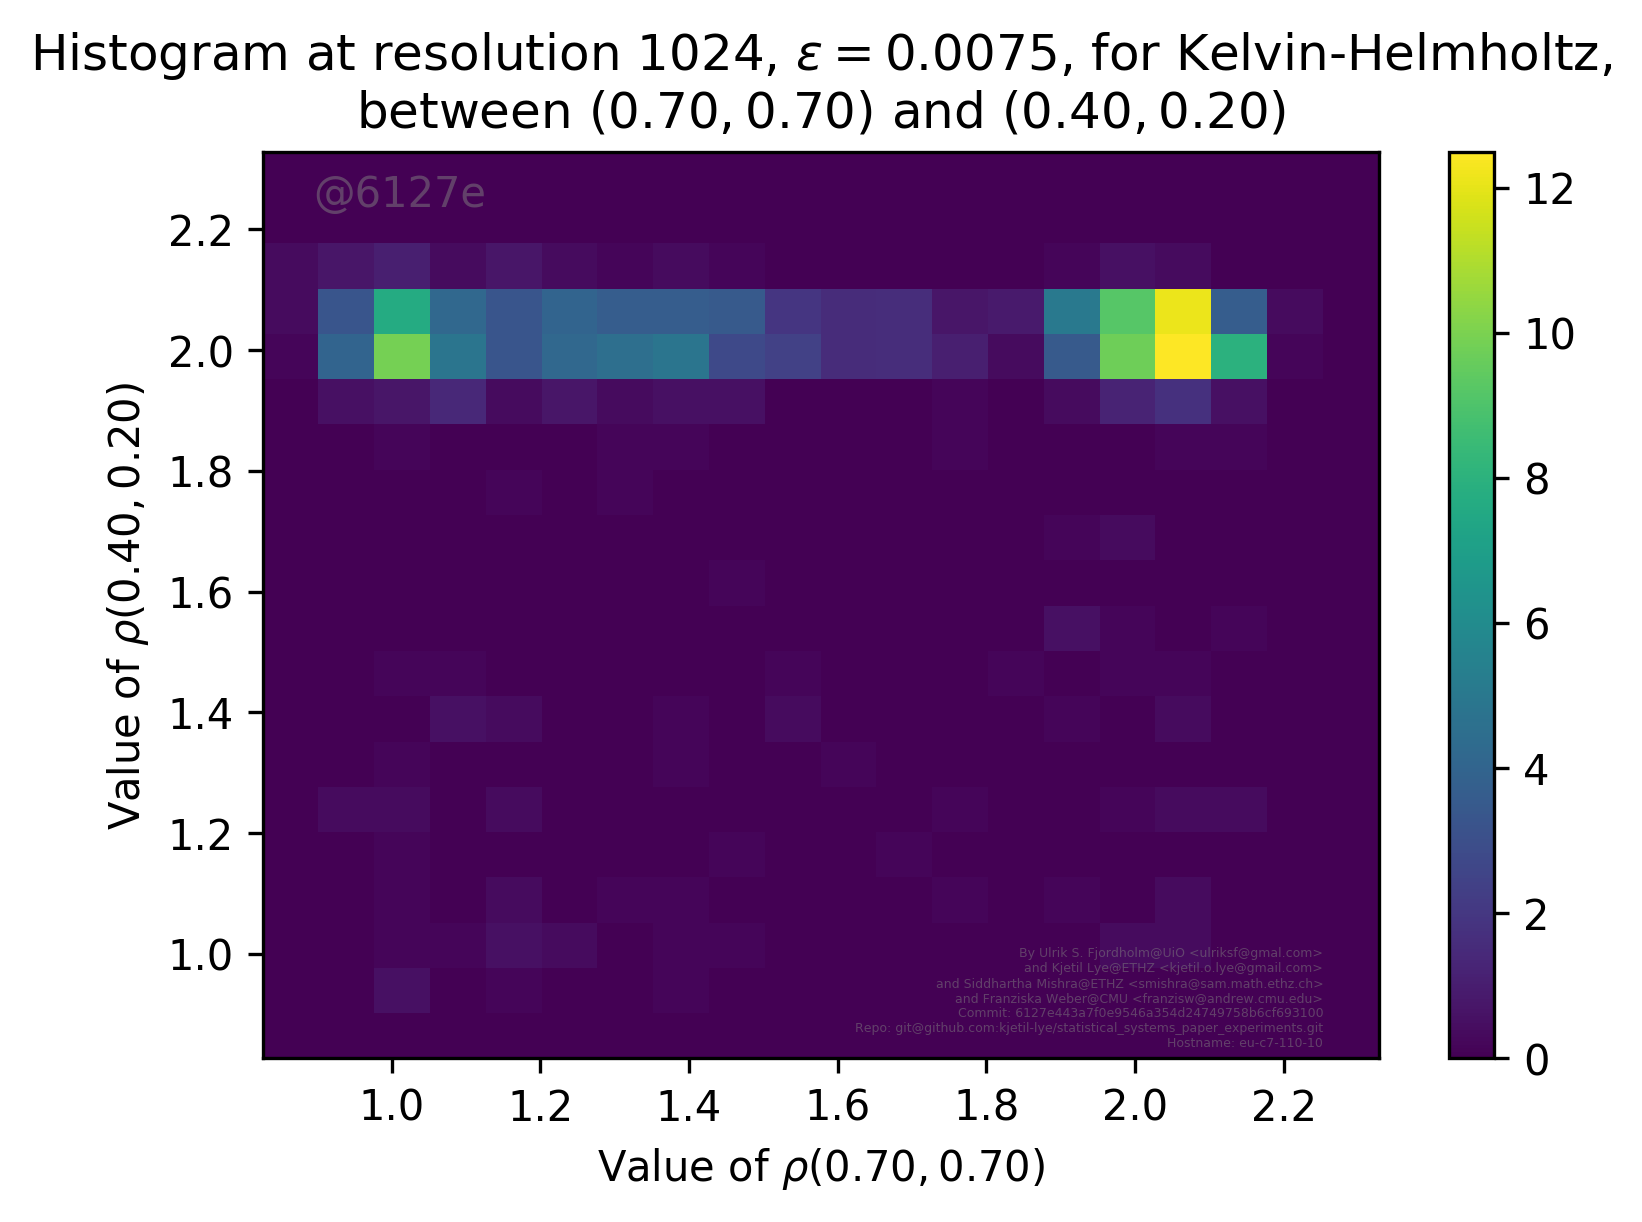 Histogram at resolution 1024, ε = 0.0075, for Kelvin-Helmholtz,
between (0.70, 0.70) and (0.40, 0.20)
@6127e
Value of ρ(0.40, 0.20)
2.2
2.0
1.8
1.6
1.4
1.2
1.0
12
10
8
6
4
2
0
By Ulrik S. Fjordholm@UiO <ulriksf@gmal.com>
and Kjetil Lye@ETHZ <kjetil.o.lye@gmail.com>
and Siddhartha Mishra@ETHZ <smishra@sam.math.ethz.ch>
and Franziska Weber@CMU <franzisw@andrew.cmu.edu>
Commit: 6127e443a7f0e9546a354d24749758b6cf693100
Repo: git@github.com:kjetil-lye/statistical_systems_paper_experiments.git
Hostname: eu-c7-110-10
1.0 1.2 1.4 1.6 1.8 2.0 2.2
Value of ρ(0.70, 0.70)